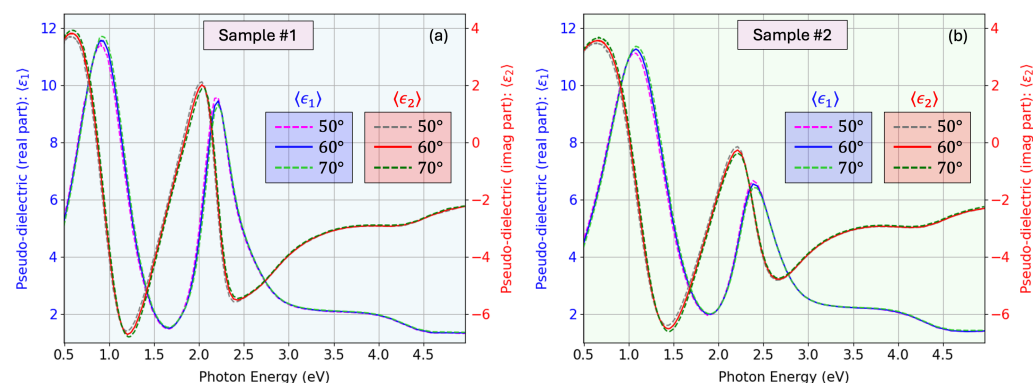 Sample #1
(a)
Pseudo-dielectric (real part): ⟨ϵ₁⟩
12
10
8
6
4
2
⟨ϵ₁⟩
50°
60°
70°
⟨ϵ₂⟩
50°
60°
70°
4
2
0
−2
−4
−6
Pseudo-dielectric (imag part): ⟨ϵ₂⟩
0.5 1.0 1.5 2.0 2.5 3.0 3.5 4.0 4.5
Photon Energy (eV)
Sample #2
(b)
Pseudo-dielectric (real part): ⟨ϵ₁⟩
12
10
8
6
4
2
⟨ϵ₁⟩
50°
60°
70°
⟨ϵ₂⟩
50°
60°
70°
4
2
0
−2
−4
−6
Pseudo-dielectric (imag part): ⟨ϵ₂⟩
0.5 1.0 1.5 2.0 2.5 3.0 3.5 4.0 4.5
Photon Energy (eV)